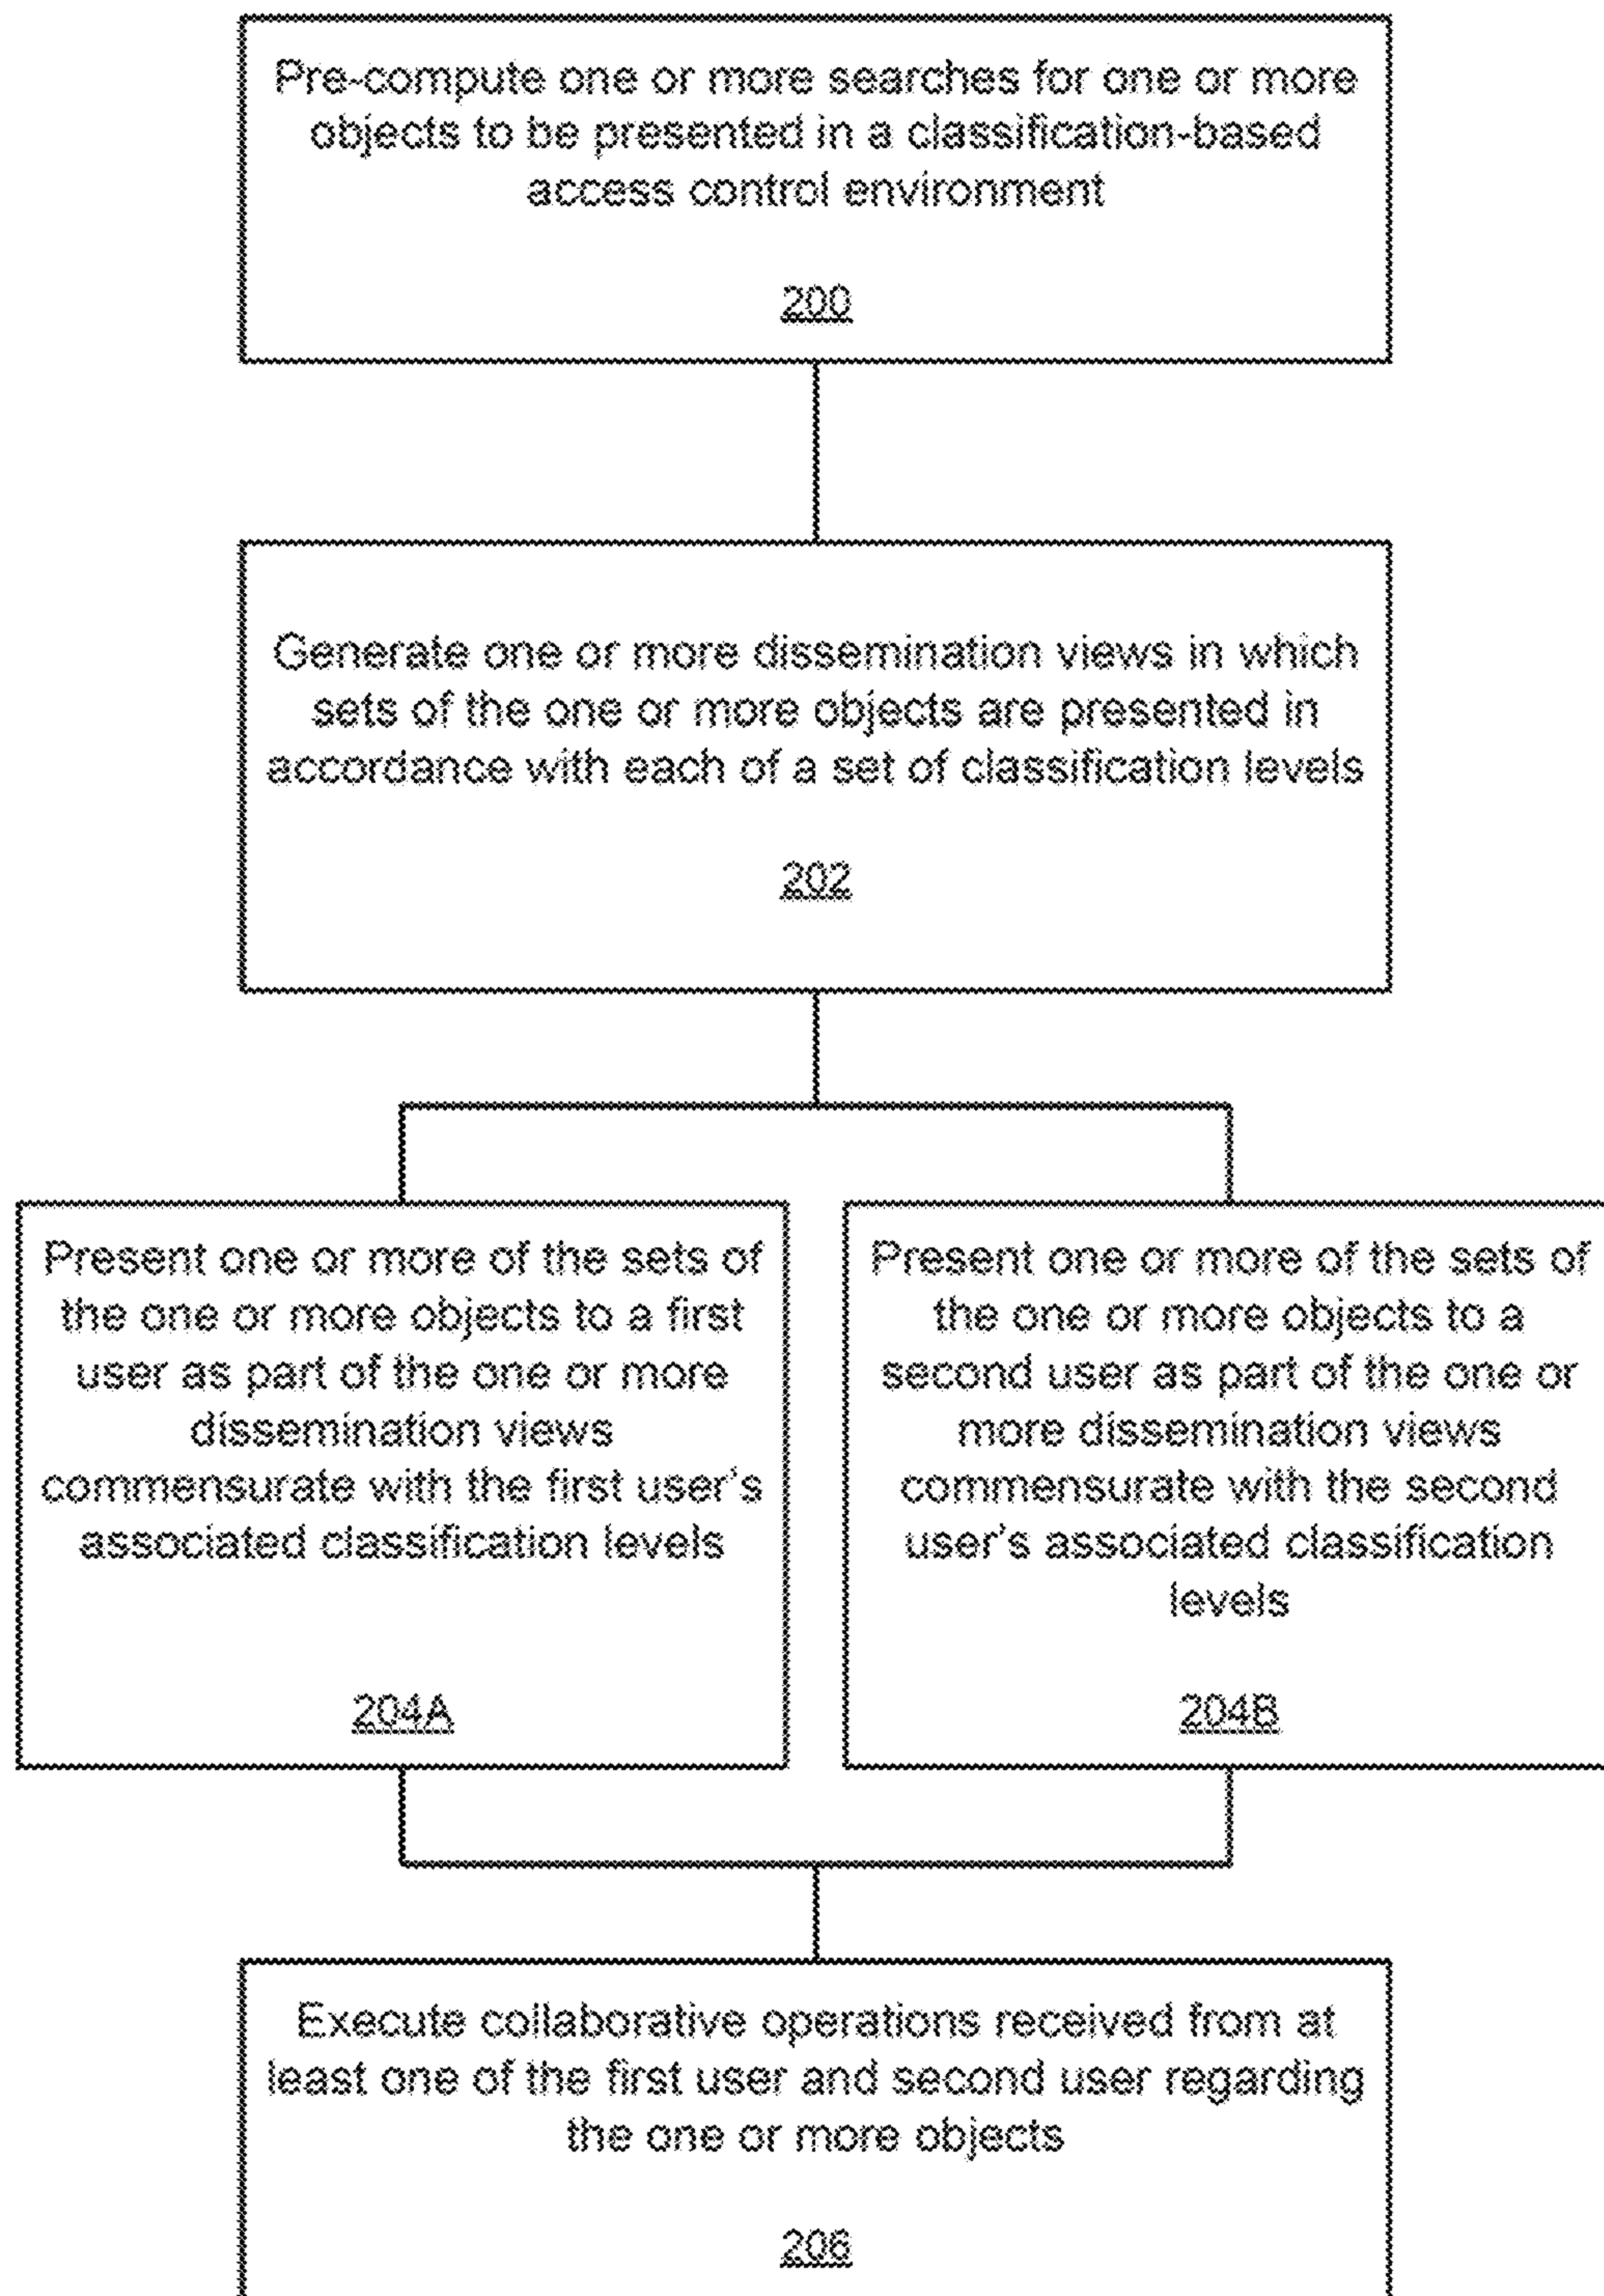 Pre-compute one or more searches for one or more
objects to be presented in a classification-based
access control environment
200
Generate one or more dissemination views in which
sets of the one or more objects are presented in
accordance with each of a set of classification levels
202
Present one or more of the sets of
the one or more objects to a first
user as part of the one or more
dissemination views
commensurate with the first user's
associated classification levels
204A
Present one or more of the sets of
the one or more objects to a
second user as part of the one or
more dissemination views
commensurate with the second
user's associated classification
levels
204B
Execute collaborative operations received from at
least one of the first user and second user regarding
the one or more objects
206